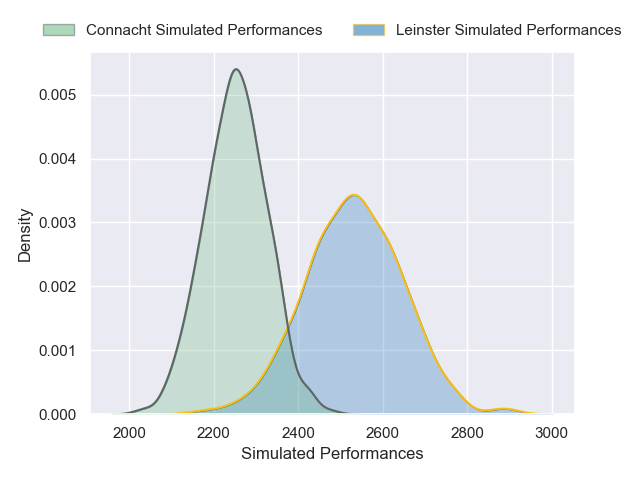 Connacht Simulated Performances Leinster Simulated Performances
0.005
0.004
0.003
0.002
0.001
0.000
Density
2000 2200 2400 2600 2800 3000
Simulated Performances